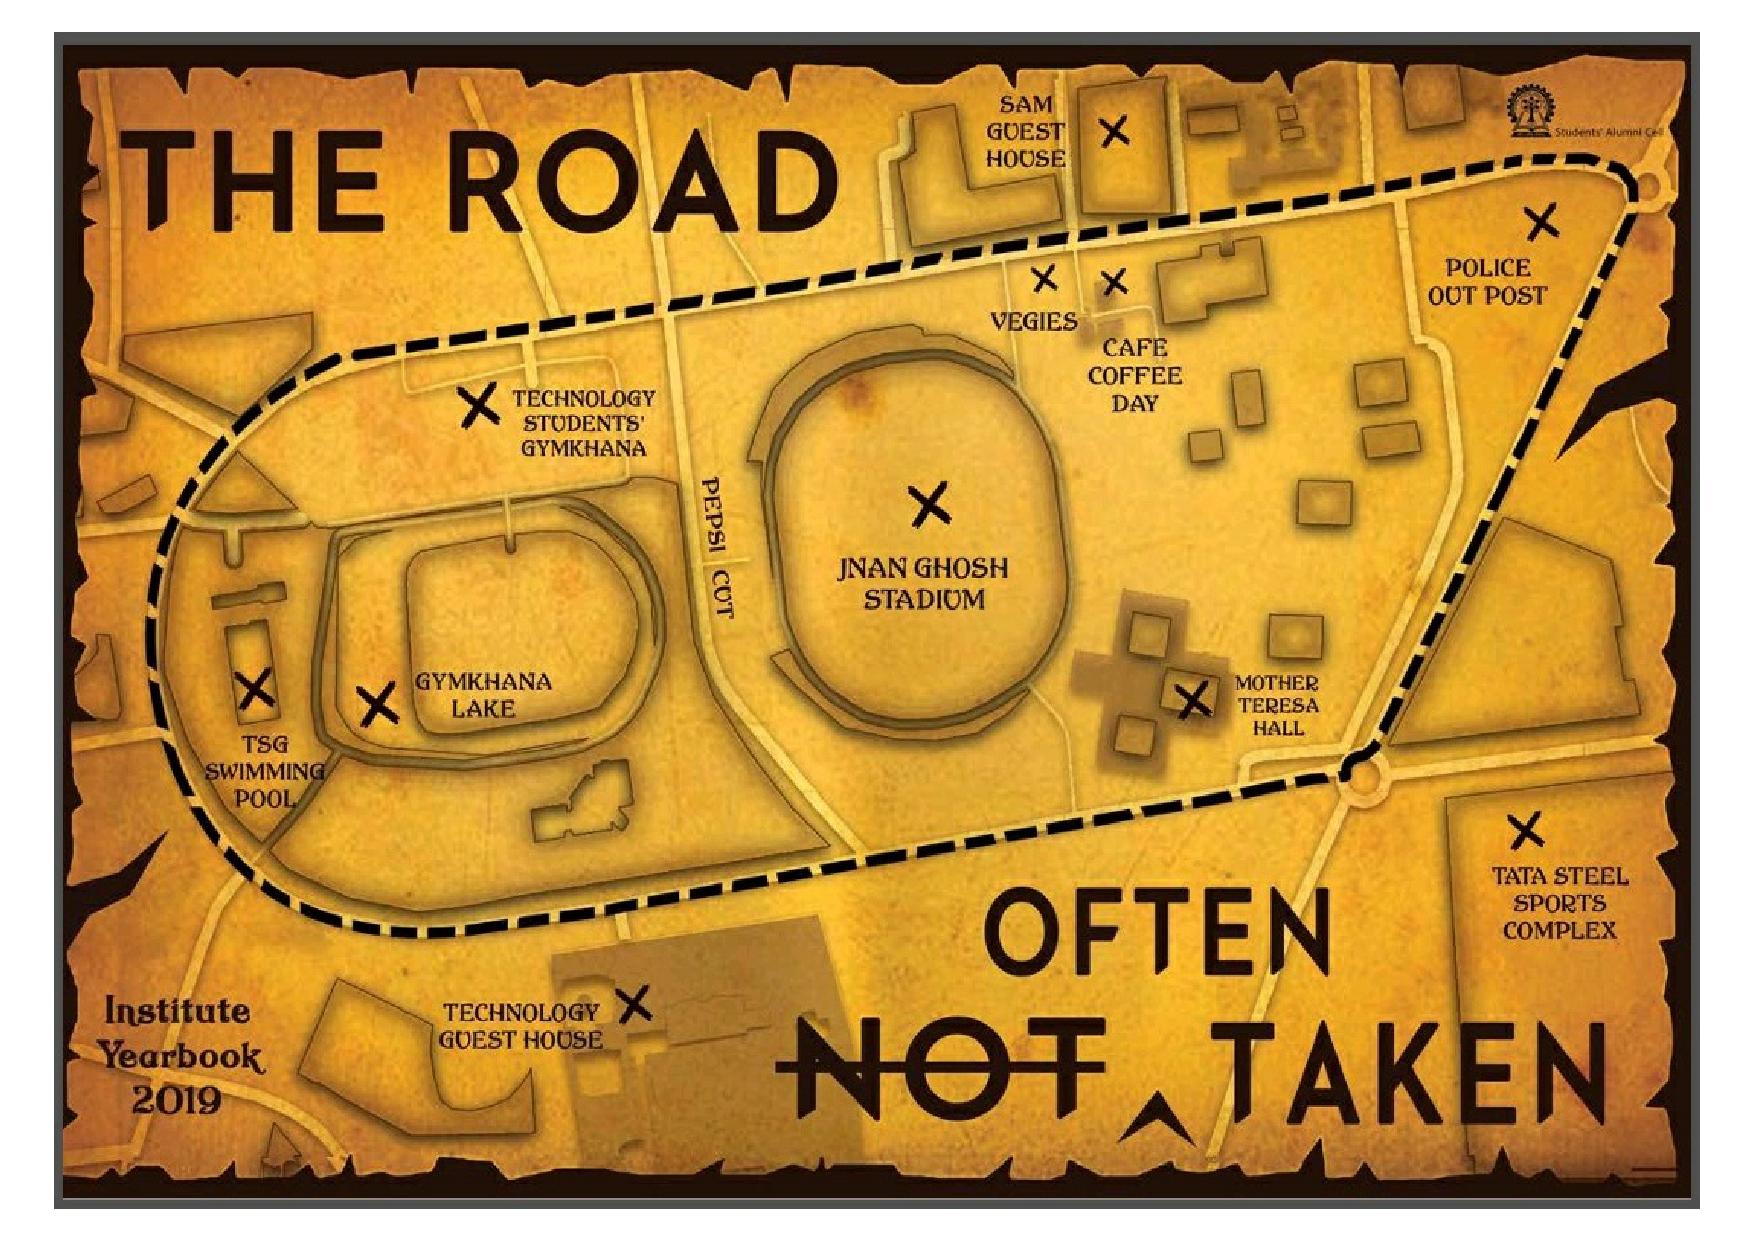 THE ROAD
SAM
GUEST
HOUSE
Students' Alumni Cell
POLICE
OUT POST
VEGIES
CAFE
COFFEE
DAY
TECHNOLOGY
STUDENTS'
GYMKHANA
PEPSI CUT
JNAN GHOSH
STADIUM
GYMKHANA
LAKE
MOTHER
TERESA
HALL
TSG
SWIMMING
POOL
TATA STEEL
SPORTS
COMPLEX
OFTEN
NOT TAKEN
TECHNOLOGY
GUEST HOUSE
Institute
Yearbook
2019